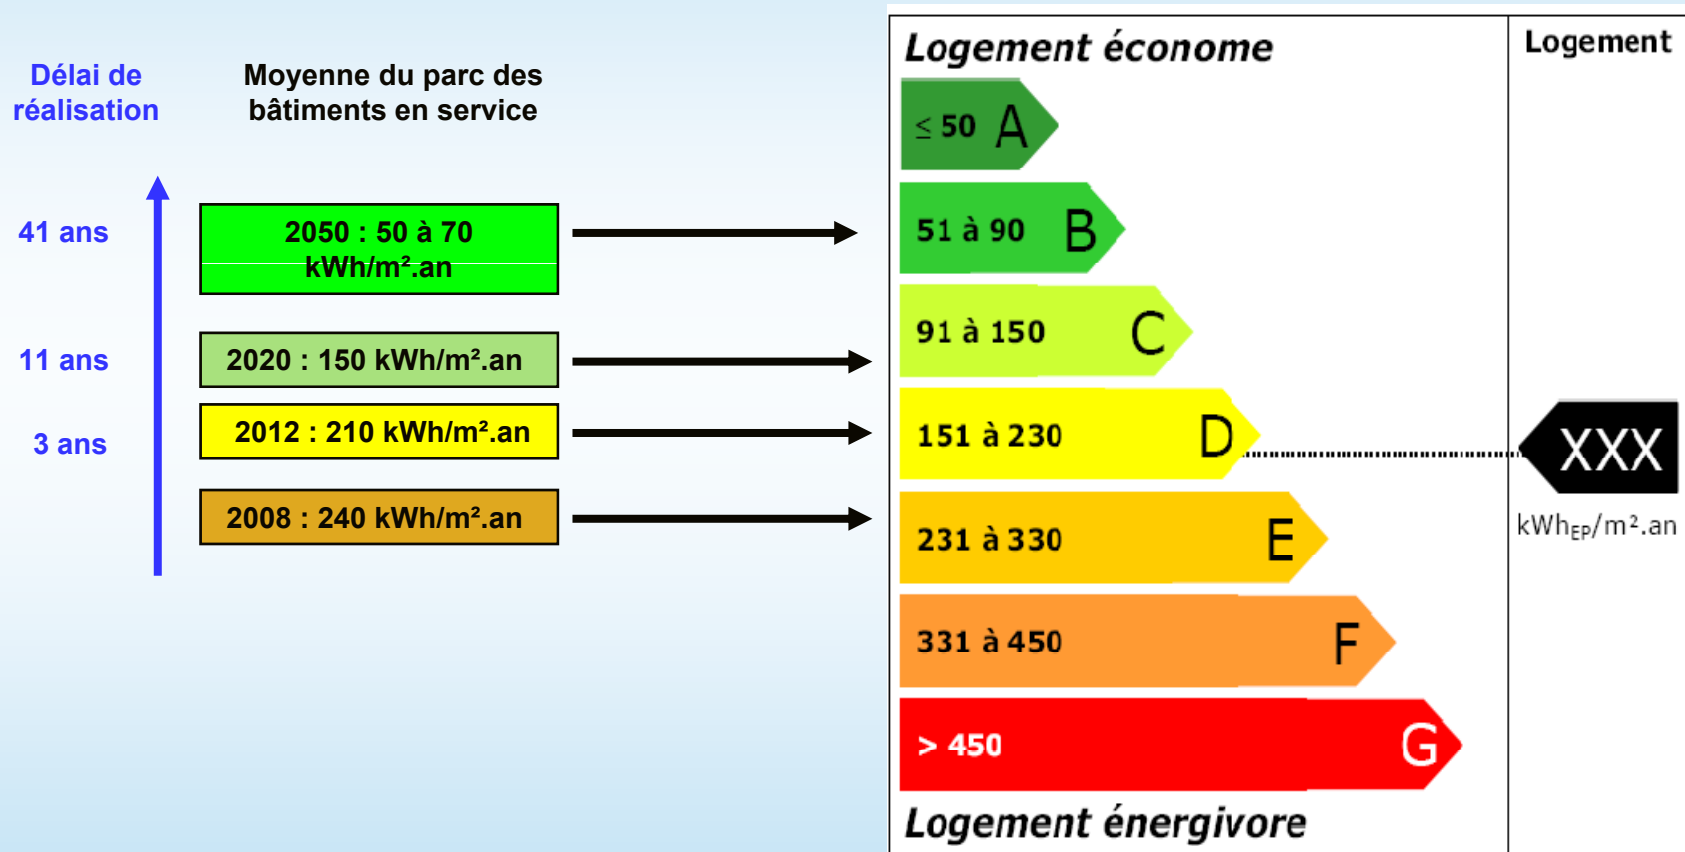 Délai de
réalisation
Moyenne du parc des
bâtiments en service
41 ans
2050 : 50 à 70
kWh/m².an
11 ans
2020 : 150 kWh/m².an
3 ans
2012 : 210 kWh/m².an
2008 : 240 kWh/m².an
Logement économe
Logement
≤ 50 A
51 à 90 B
91 à 150 C
151 à 230 D
XXX
kWhEP/m².an
231 à 330 E
331 à 450 F
> 450 G
Logement énergivore